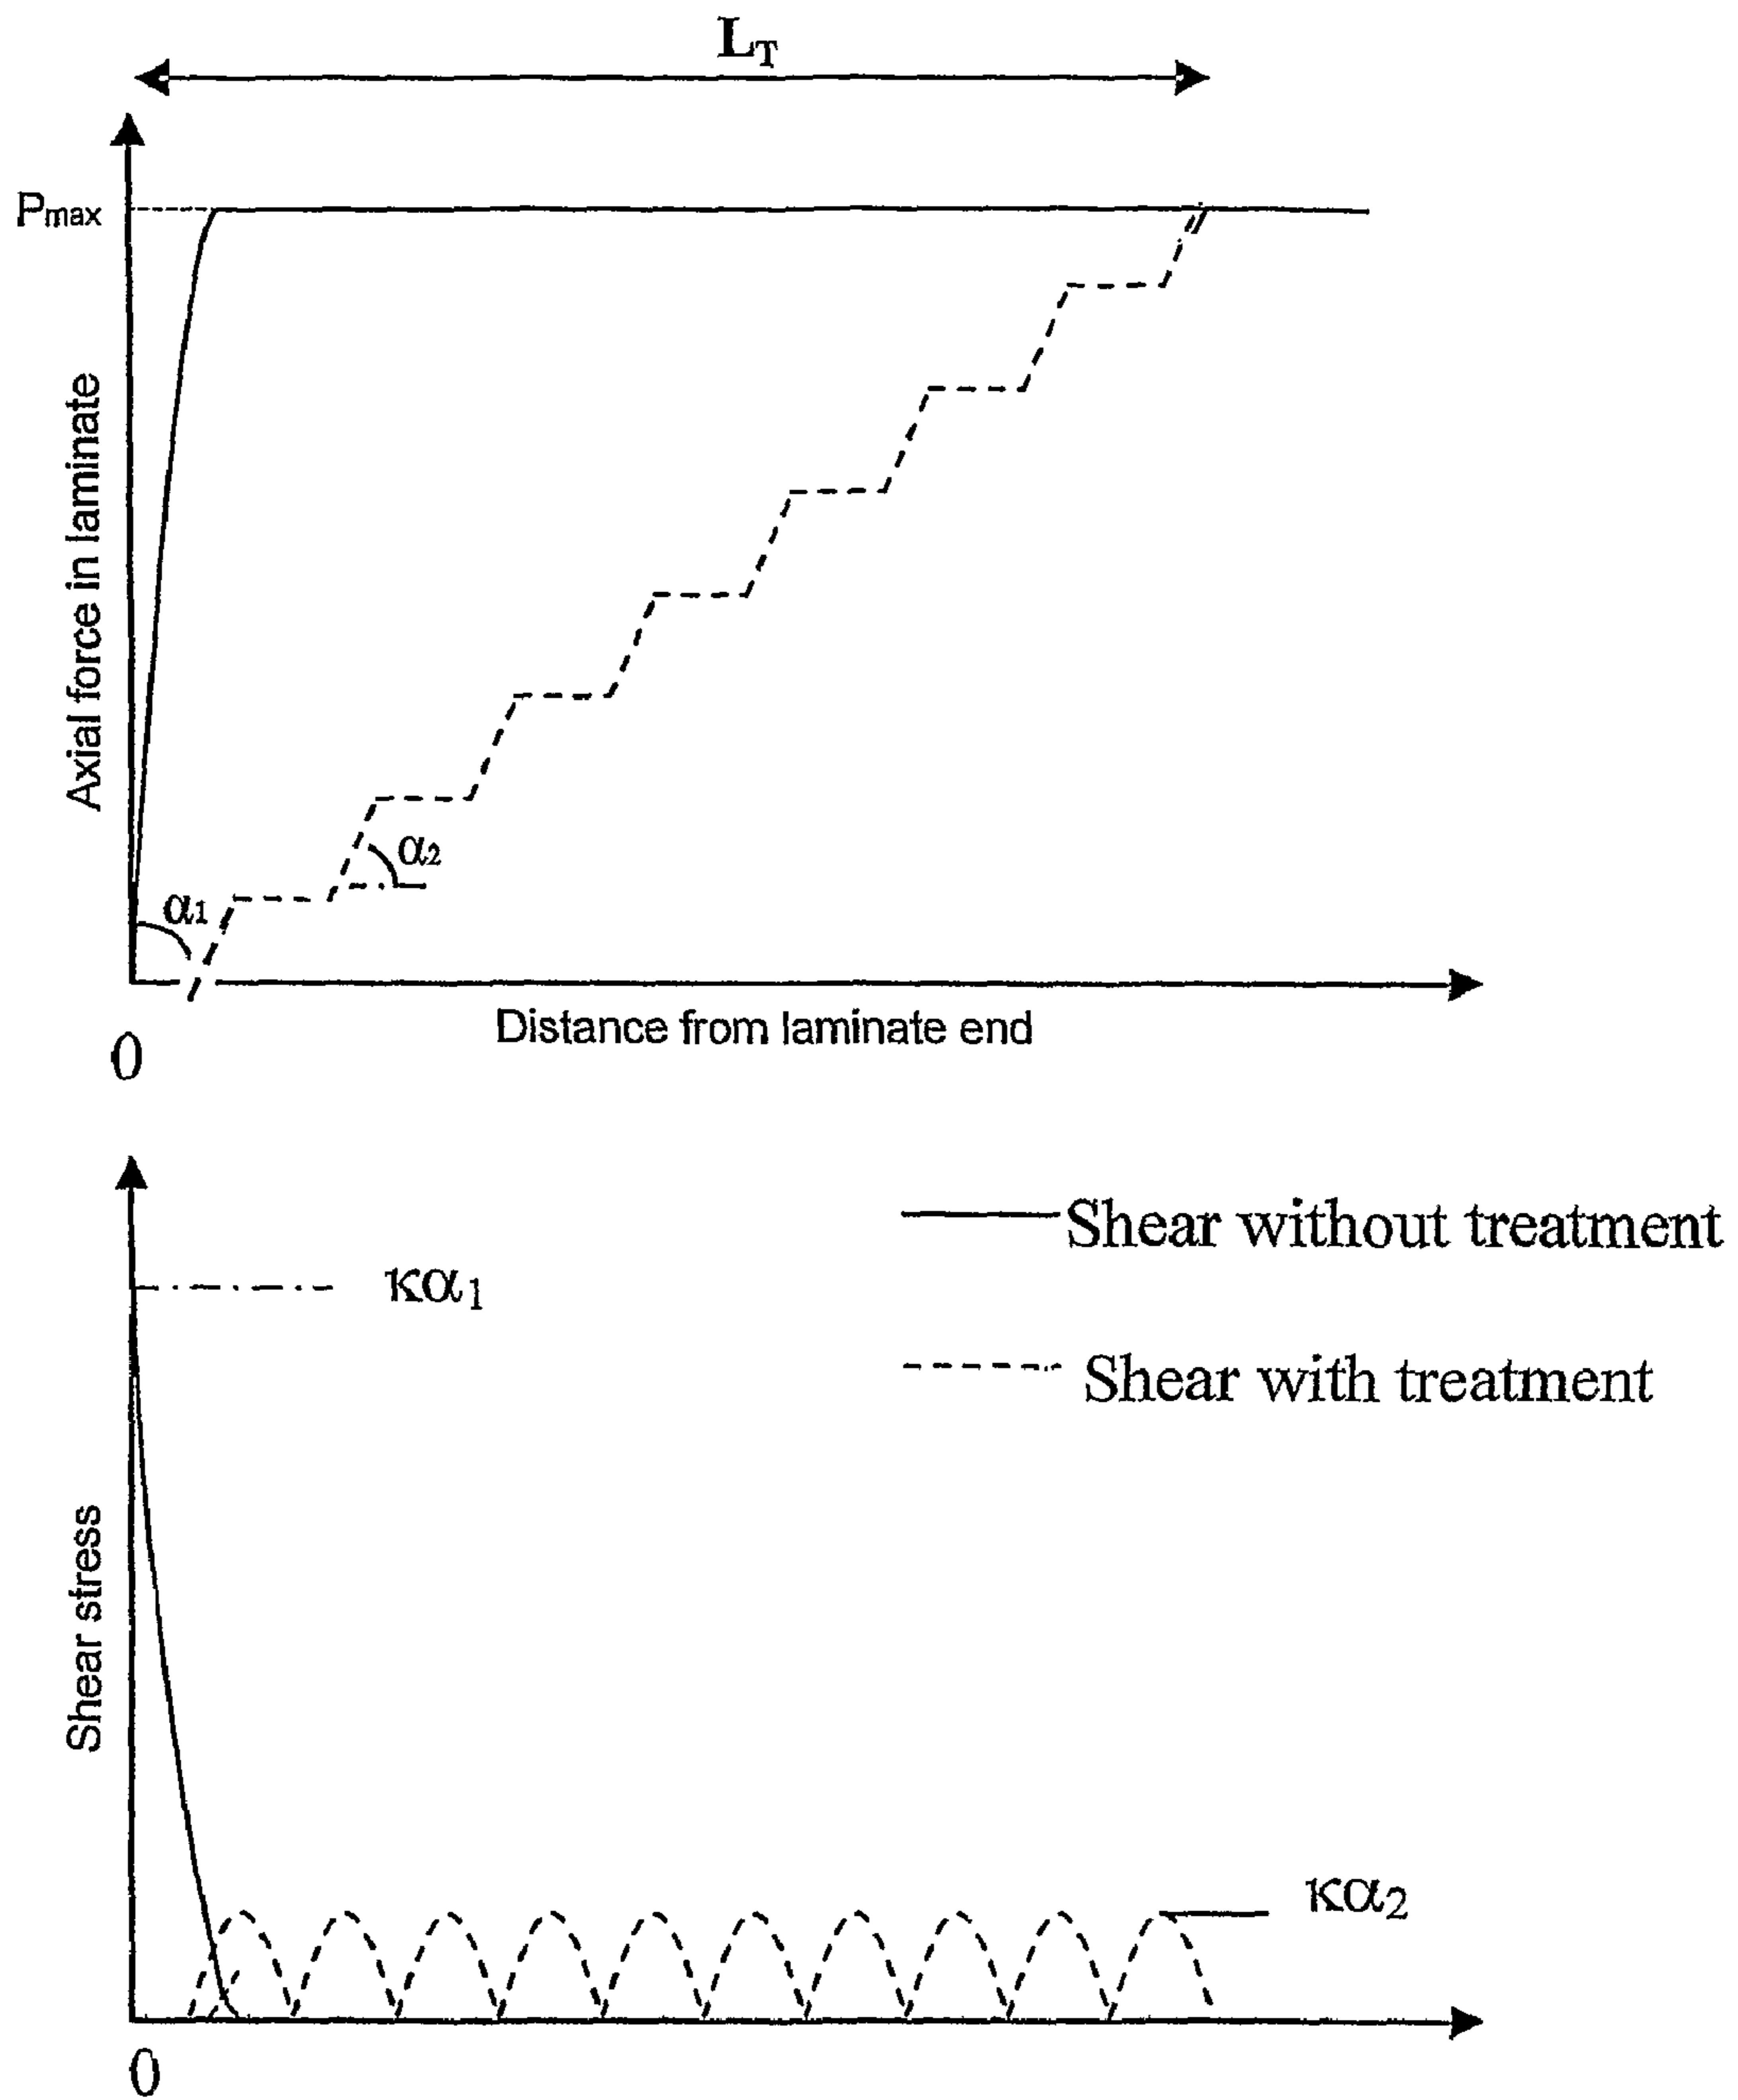 L_T
Pmax
Axial force in laminate
α2
α1
Distance from laminate end
0
Shear without treatment
κα₁
Shear with treatment
Shear stress
κα₂
0